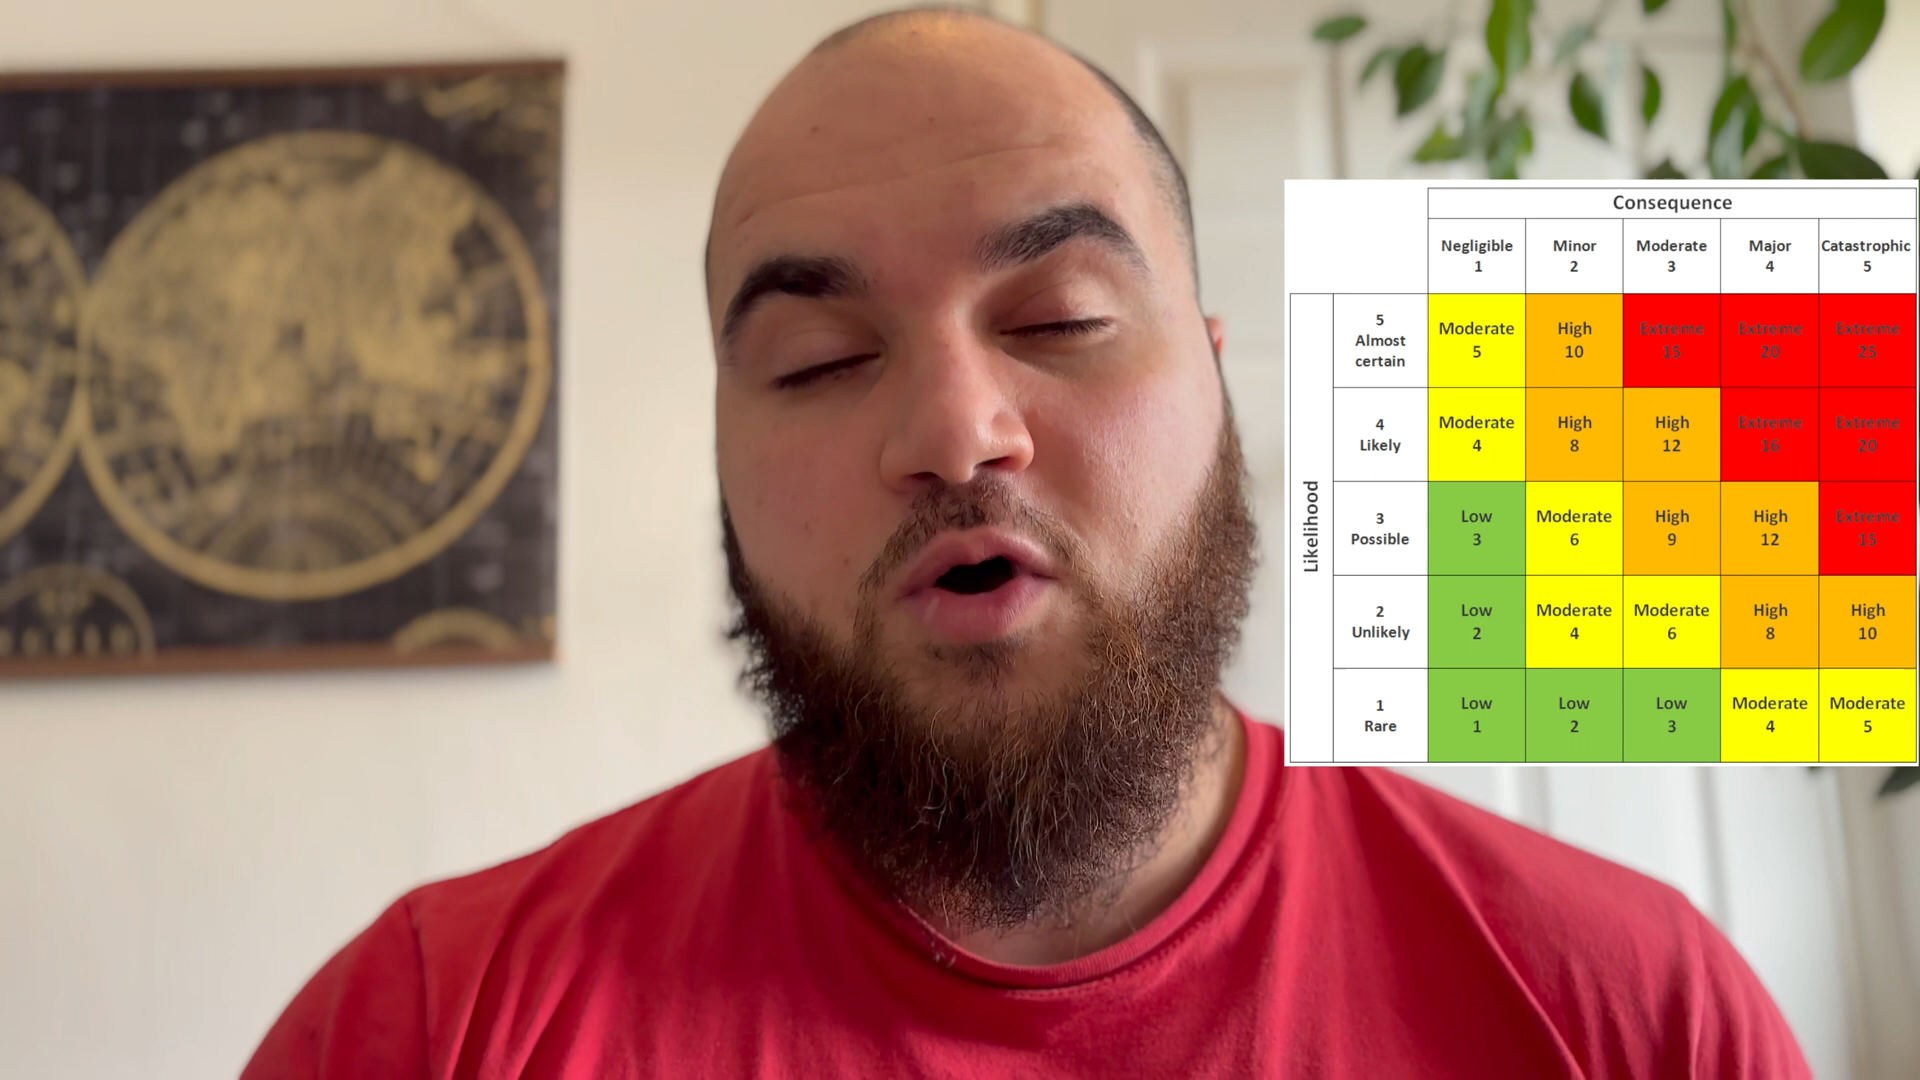 Consequence
Negligible Minor Moderate Major Catastrophic
1 2 3 4 5
Likelihood
5
Almost
certain
Moderate High Extreme Extreme Extreme
5 10 15 20 25
4
Likely
Moderate High High Extreme Extreme
4 8 12 16 20
3
Possible
Low Moderate High High Extreme
3 6 9 12 15
2
Unlikely
Low Moderate Moderate High High
2 4 6 8 10
1
Rare
Low Low Low Moderate Moderate
1 2 3 4 5